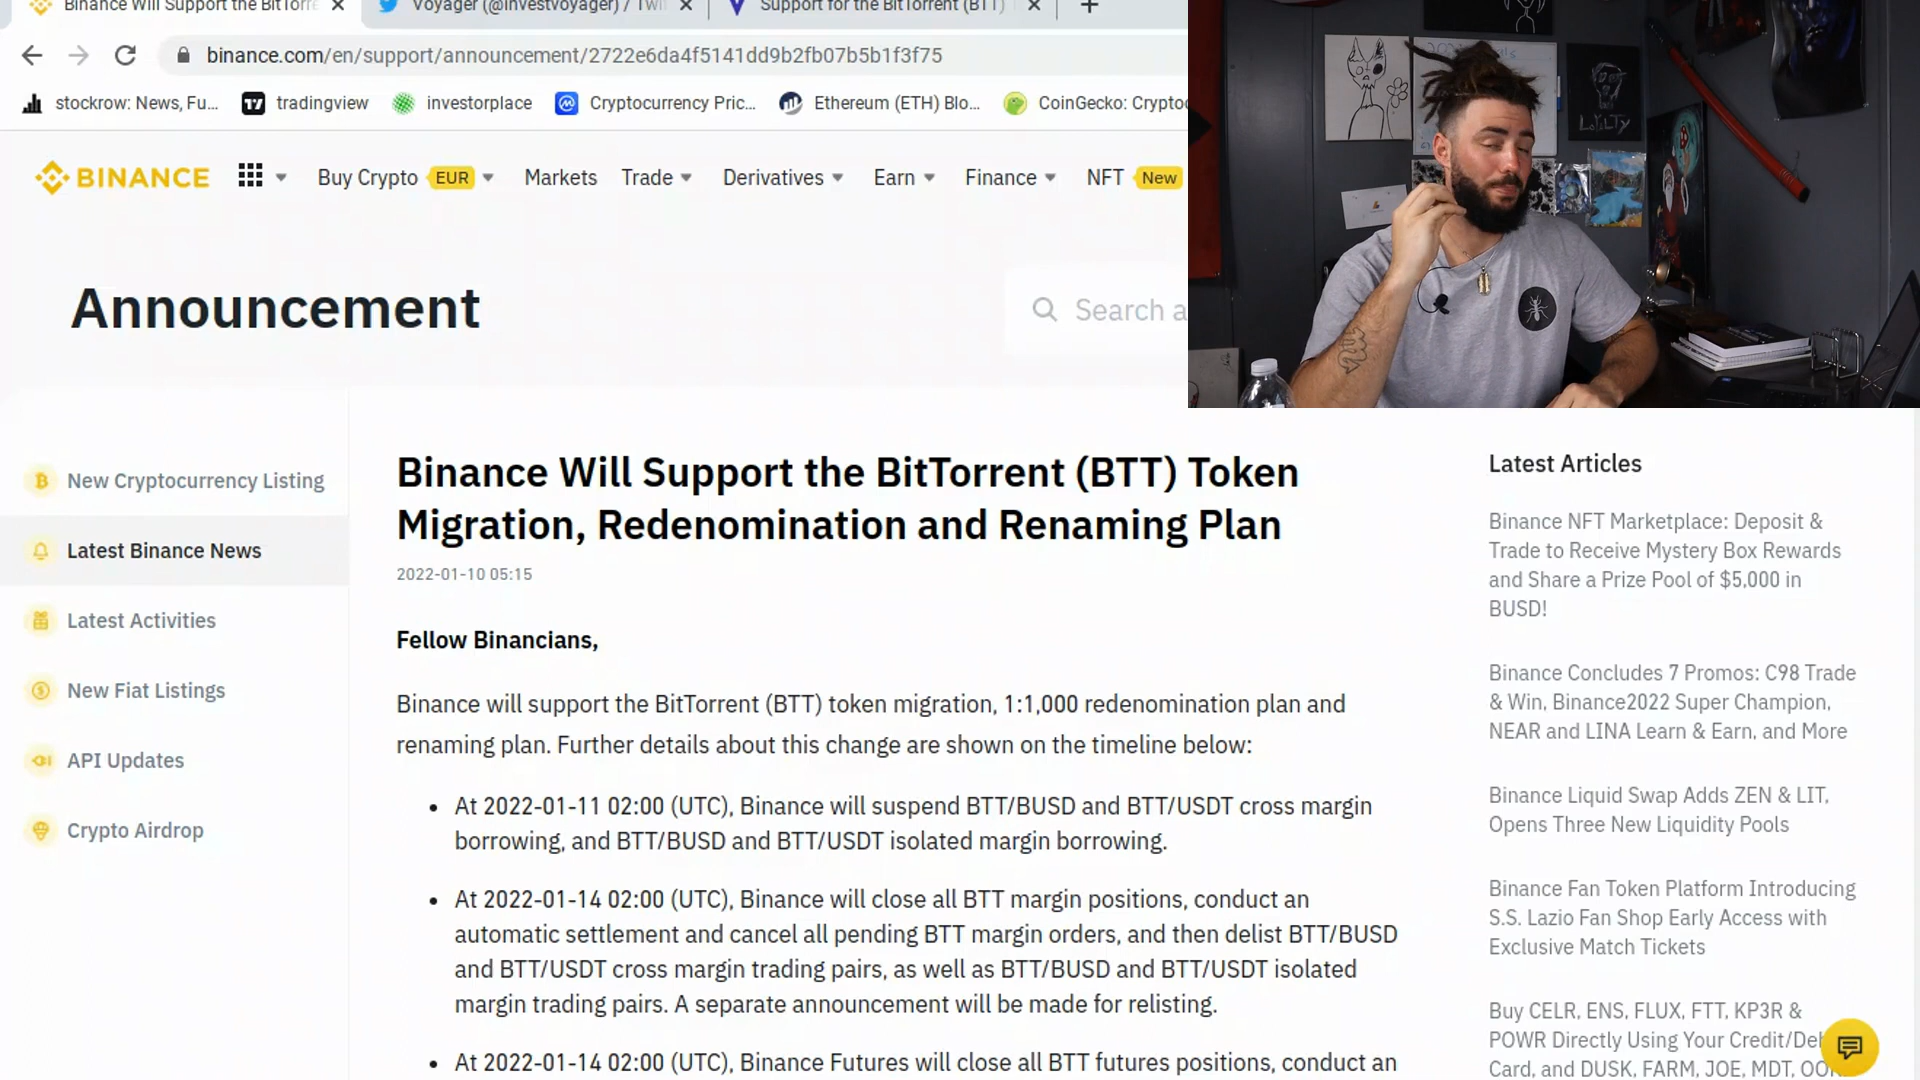 Binance Will Support the BitTorre
Voyager (@investvoyager) / Twi
Support for the BitTorrent (BTT)
binance.com/en/support/announcement/2722e6da4f5141dd9b2fb07b5b1f3f75
stockrow: News, Fu...
tradingview
investorplace
Cryptocurrency Pric...
Ethereum (ETH) Blo...
CoinGecko: Cryptoc
LOYALTY
BINANCE
Buy Crypto EUR
Markets
Trade
Derivatives
Earn
Finance
NFT New
Announcement
Search a
New Cryptocurrency Listing
Latest Binance News
Latest Activities
New Fiat Listings
API Updates
Crypto Airdrop
Binance Will Support the BitTorrent (BTT) Token
Migration, Redenomination and Renaming Plan
2022-01-10 05:15
Fellow Binancians,
Binance will support the BitTorrent (BTT) token migration, 1:1,000 redenomination plan and
renaming plan. Further details about this change are shown on the timeline below:
• At 2022-01-11 02:00 (UTC), Binance will suspend BTT/BUSD and BTT/USDT cross margin
borrowing, and BTT/BUSD and BTT/USDT isolated margin borrowing.
• At 2022-01-14 02:00 (UTC), Binance will close all BTT margin positions, conduct an
automatic settlement and cancel all pending BTT margin orders, and then delist BTT/BUSD
and BTT/USDT cross margin trading pairs, as well as BTT/BUSD and BTT/USDT isolated
margin trading pairs. A separate announcement will be made for relisting.
• At 2022-01-14 02:00 (UTC), Binance Futures will close all BTT futures positions, conduct an
Latest Articles
Binance NFT Marketplace: Deposit &
Trade to Receive Mystery Box Rewards
and Share a Prize Pool of $5,000 in
BUSD!
Binance Concludes 7 Promos: C98 Trade
& Win, Binance2022 Super Champion,
NEAR and LINA Learn & Earn, and More
Binance Liquid Swap Adds ZEN & LIT,
Opens Three New Liquidity Pools
Binance Fan Token Platform Introducing
S.S. Lazio Fan Shop Early Access with
Exclusive Match Tickets
Buy CELR, ENS, FLUX, FTT, KP3R &
POWR Directly Using Your Credit/De
Card, and DUSK, FARM, JOE, MDT,